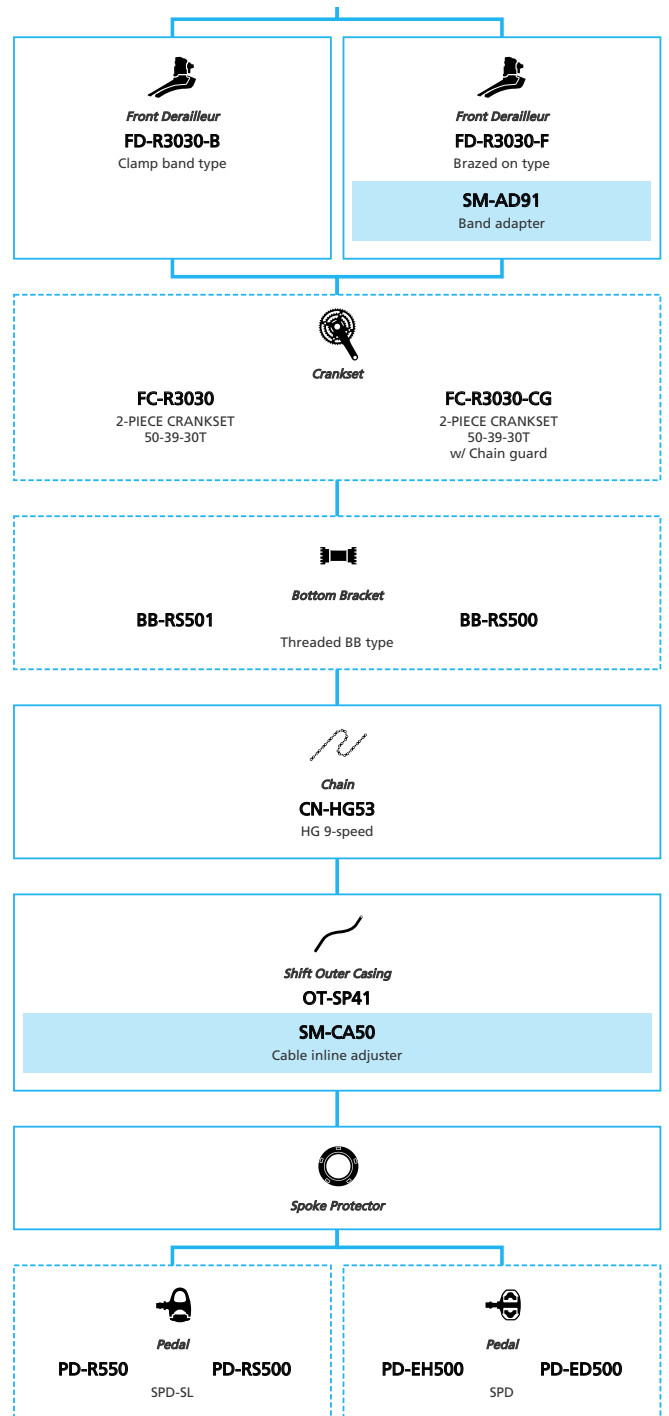 Front Derailleur
FD-R3030-B
Clamp band type
Front Derailleur
FD-R3030-F
Brazed on type
SM-AD91
Band adapter
Crankset
FC-R3030
2-PIECE CRANKSET
50-39-30T
FC-R3030-CG
2-PIECE CRANKSET
50-39-30T
w/ Chain guard
Bottom Bracket
BB-RS501
BB-RS500
Threaded BB type
Chain
CN-HG53
HG 9-speed
Shift Outer Casing
OT-SP41
SM-CA50
Cable inline adjuster
Spoke Protector
Pedal
PD-R550
PD-RS500
SPD-SL
Pedal
PD-EH500
PD-ED500
SPD